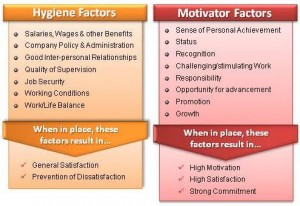 Hygiene Factors
Salaries, Wages & other Benefits
Company Policy & Administration
Good Inter-personal Relationships
Quality of Supervision
Job Security
Working Conditions
Work/Life Balance
When in place, these
factors result in...
General Satisfaction
Prevention of Dissatisfaction
Motivator Factors
Sense of Personal Achievement
Status
Recognition
Challenging/stimulating Work
Responsibility
Opportunity for advancement
Promotion
Growth
When in place, these
factors result in...
High Motivation
High Satisfaction
Strong Commitment